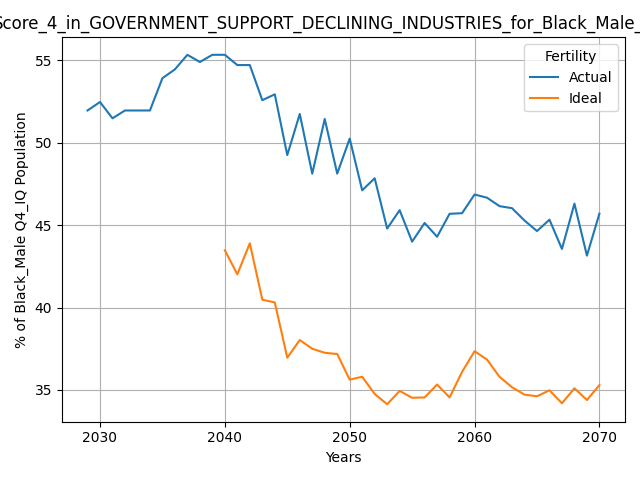 Score_4_in_GOVERNMENT_SUPPORT_DECLINING_INDUSTRIES_for_Black_Male_
Fertility
Actual
Ideal
% of Black_Male Q4_IQ Population
55
50
45
40
35
2030 2040 2050 2060 2070
Years